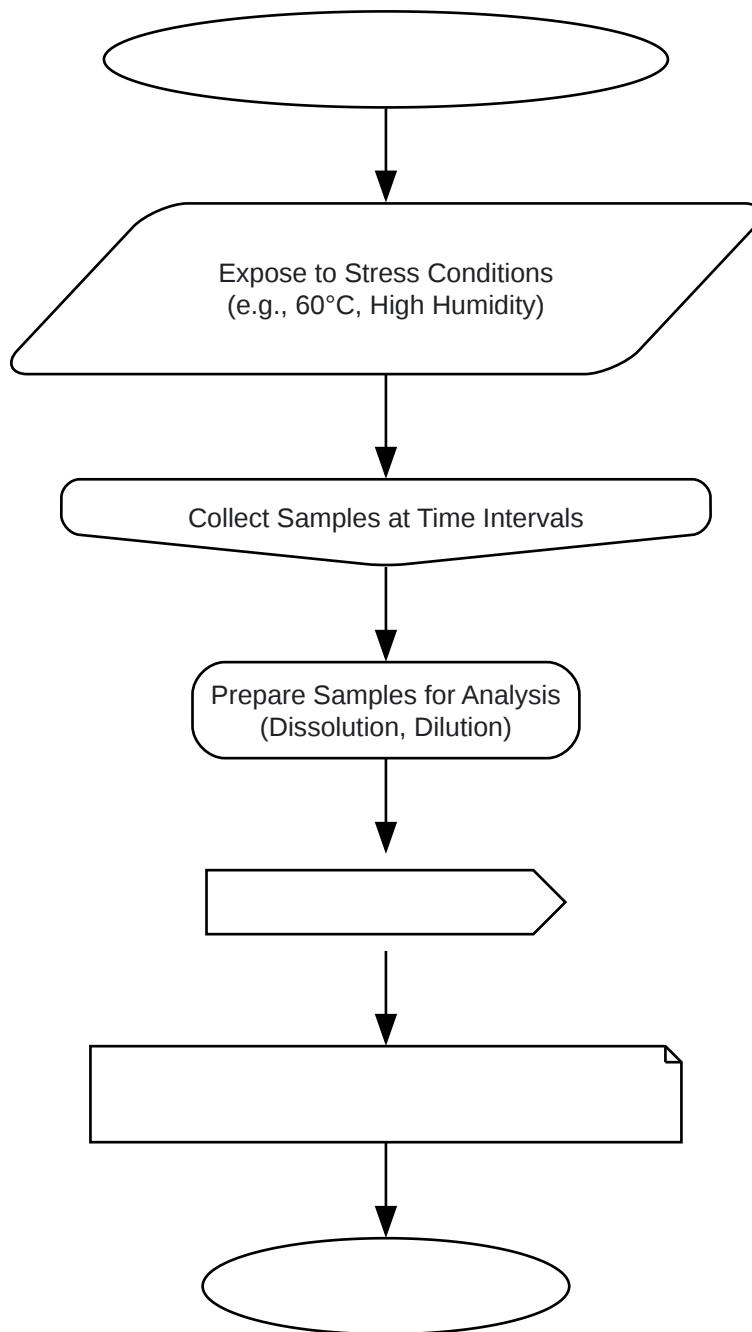 Expose to Stress Conditions
(e.g., 60°C, High Humidity)
Collect Samples at Time Intervals
Prepare Samples for Analysis
(Dissolution, Dilution)